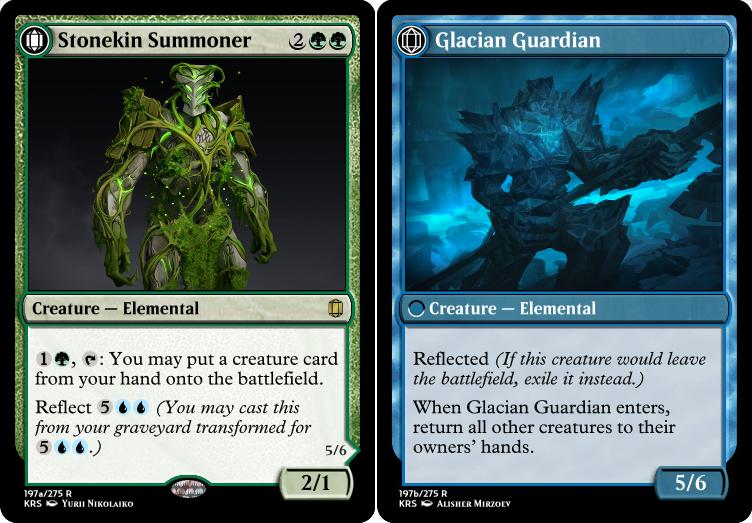 Stonekin Summoner 2
Creature — Elemental
1, : You may put a creature card
from your hand onto the battlefield.
Reflect 5 (You may cast this
from your graveyard transformed for
5.)
5/6
2/1
197a/275 R
KRS Yurii Nikolaiko
Glacian Guardian
Creature — Elemental
Reflected (If this creature would leave
the battlefield, exile it instead.)
When Glacian Guardian enters,
return all other creatures to their
owners’ hands.
5/6
197b/275 R
KRS Alisher Mirzoev